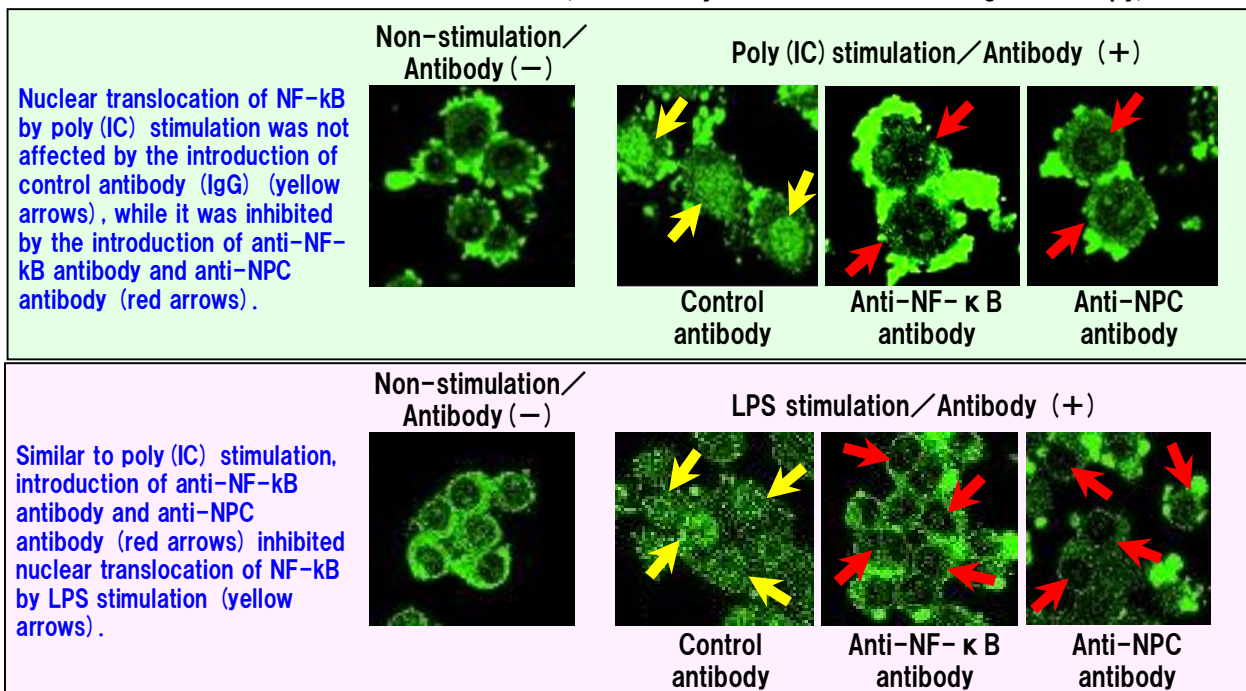 Non-stimulation／
Antibody (−)
Poly (IC) stimulation／Antibody (＋)
Nuclear translocation of NF-kB
by poly (IC) stimulation was not
affected by the introduction of
control antibody (IgG) (yellow
arrows), while it was inhibited
by the introduction of anti-NF-
kB antibody and anti-NPC
antibody (red arrows).
Control
antibody
Anti-NF-κB
antibody
Anti-NPC
antibody
Non-stimulation／
Antibody (−)
LPS stimulation／Antibody (＋)
Similar to poly (IC) stimulation,
introduction of anti-NF-kB
antibody and anti-NPC
antibody (red arrows) inhibited
nuclear translocation of NF-kB
by LPS stimulation (yellow
arrows).
Control
antibody
Anti-NF-κB
antibody
Anti-NPC
antibody